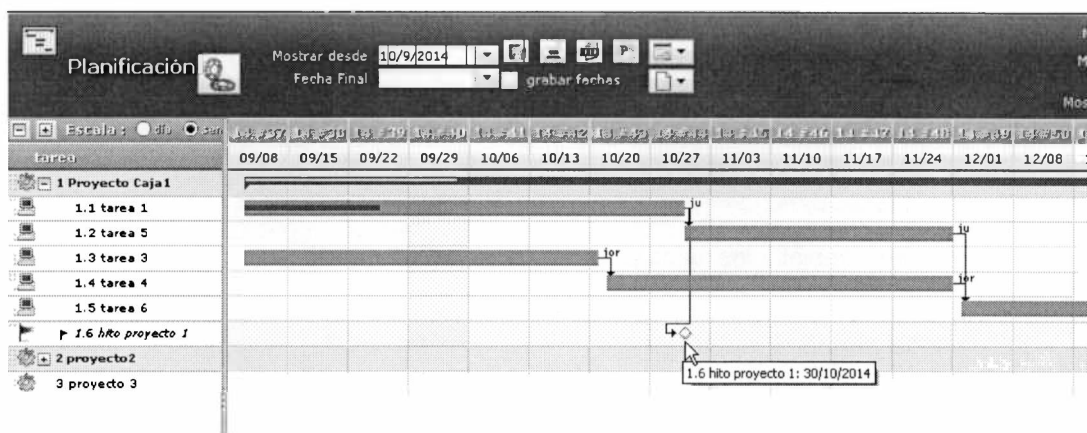 Planificación
Mostrar desde 10/9/2014
Fecha Final grabar fechas
Mos
Escala: día sem
tarea 09/08 09/15 09/22 09/29 10/06 10/13 10/20 10/27 11/03 11/10 11/17 11/24 12/01 12/08
1 Proyecto Caja1
1.1 tarea 1 ju
1.2 tarea 5 ju
1.3 tarea 3 jor
1.4 tarea 4 jor
1.5 tarea 6
1.6 hito proyecto 1
2 proyecto2
1.6 hito proyecto 1: 30/10/2014
3 proyecto 3